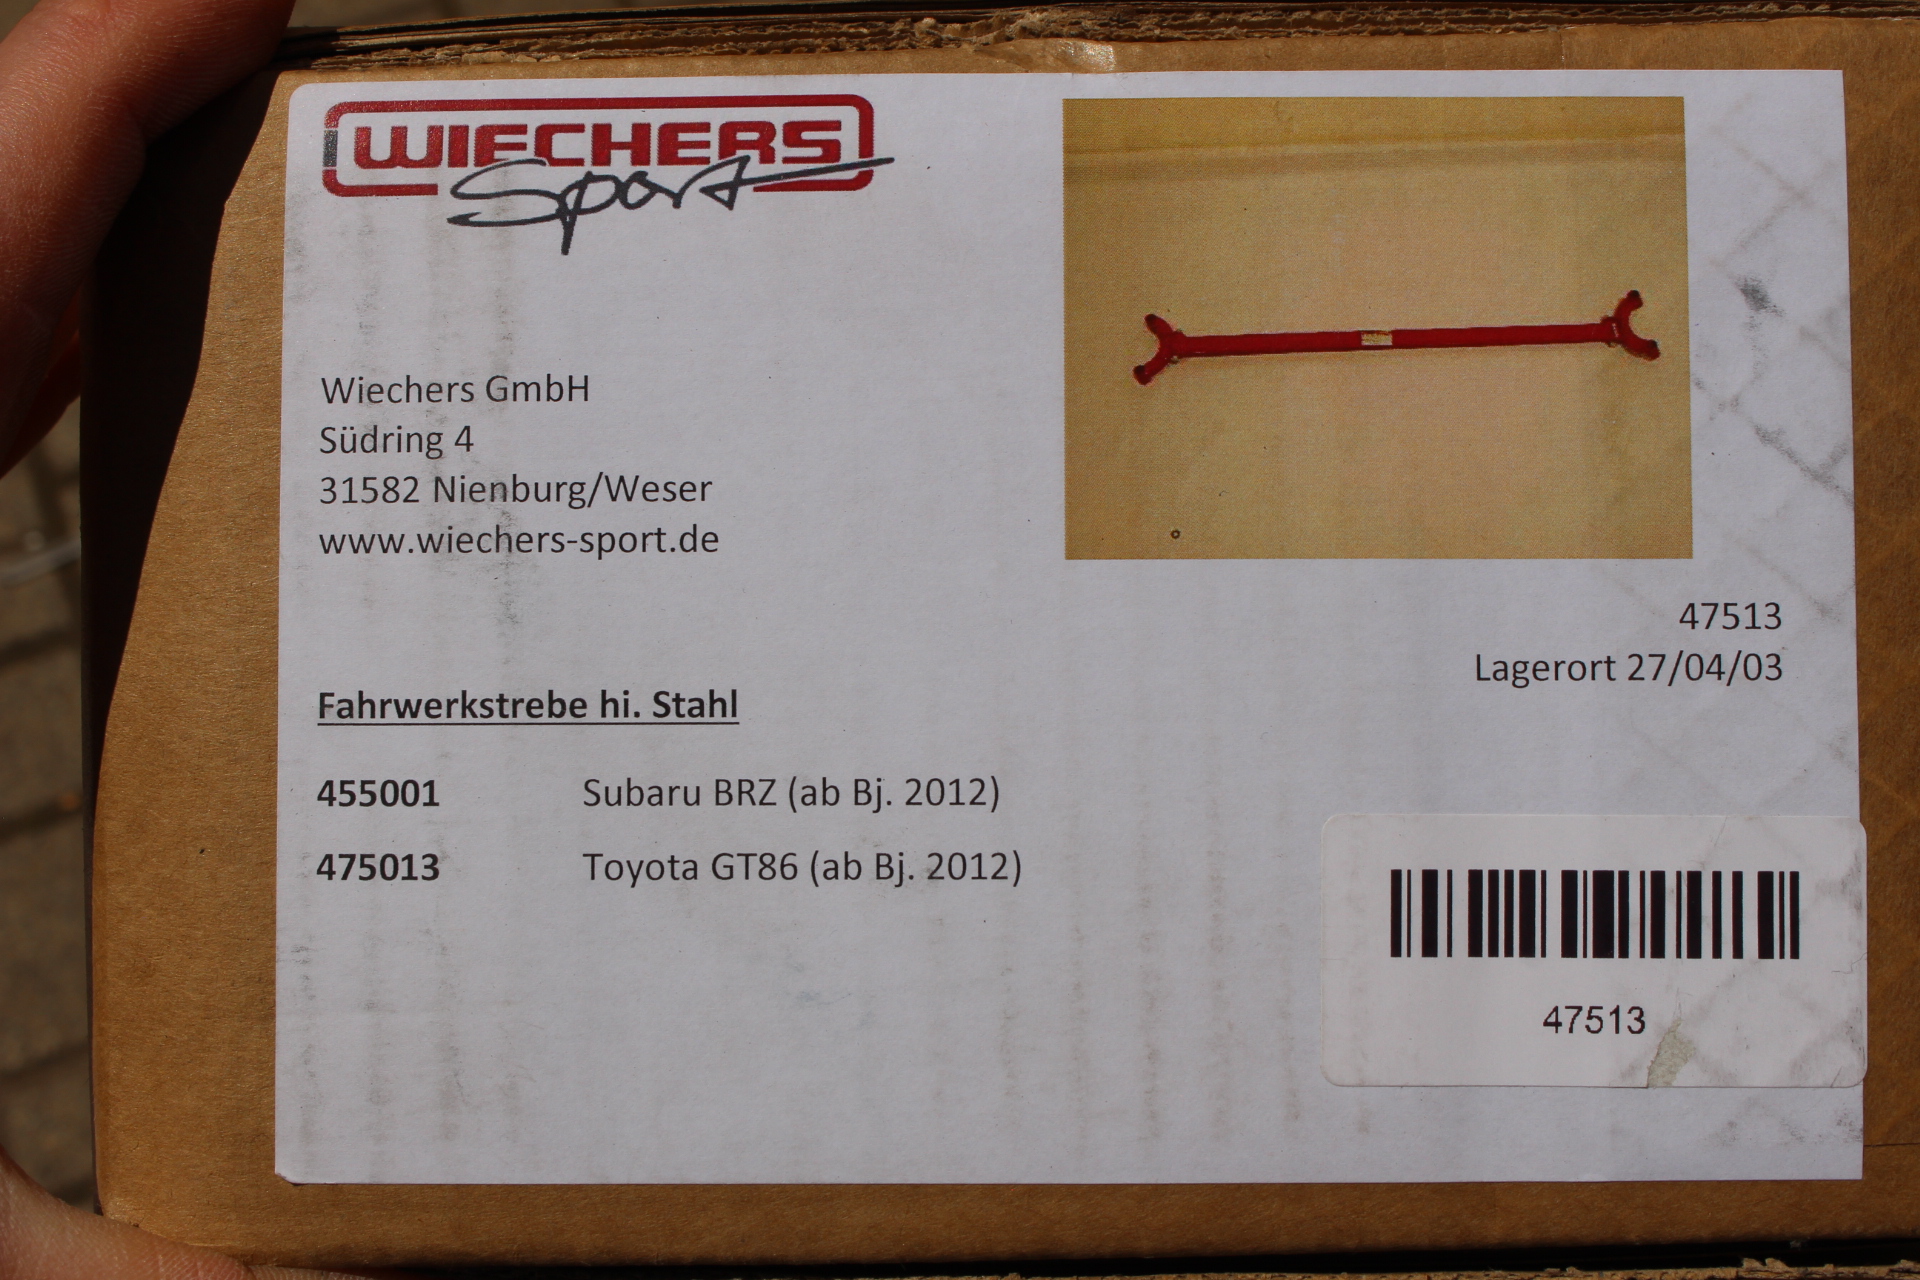 WIECHERS
Sport
Wiechers GmbH
Südring 4
31582 Nienburg/Weser
www.wiechers-sport.de
47513
Lagerort 27/04/03
Fahrwerkstrebe hi. Stahl
455001 Subaru BRZ (ab Bj. 2012)
475013 Toyota GT86 (ab Bj. 2012)
47513